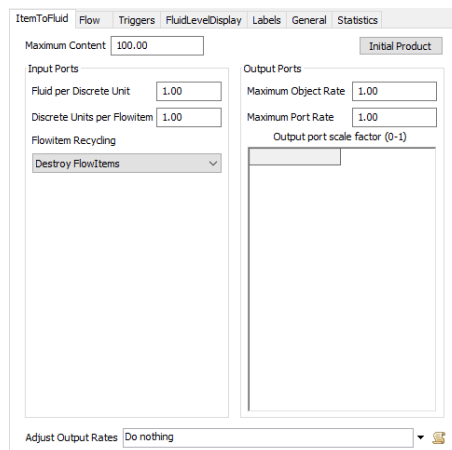 ItemToFluid Flow Triggers FluidLevelDisplay Labels General Statistics
Maximum Content 100.00 Initial Product
Input Ports
Fluid per Discrete Unit 1.00
Discrete Units per Flowitem 1.00
Flowitem Recycling
Destroy FlowItems
Output Ports
Maximum Object Rate 1.00
Maximum Port Rate 1.00
Output port scale factor (0-1)
Adjust Output Rates Do nothing